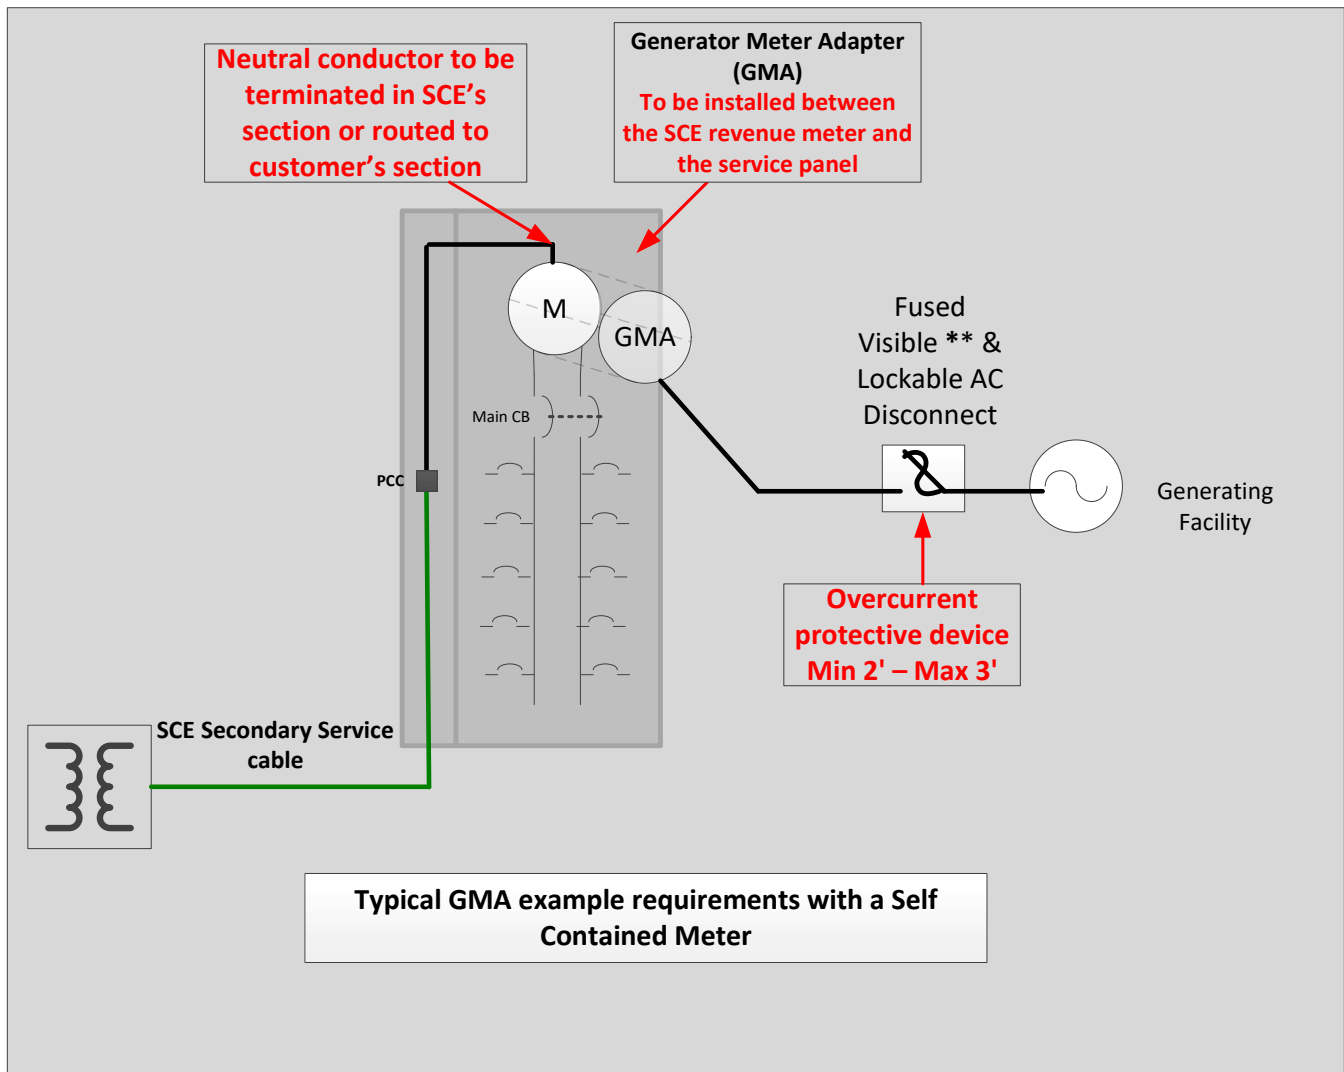 Neutral conductor to be
terminated in SCE's
section or routed to
customer's section
Generator Meter Adapter
(GMA)
To be installed between
the SCE revenue meter and
the service panel
M
GMA
Fused
Visible ** &
Lockable AC
Disconnect
Main CB
PCC
Generating
Facility
Overcurrent
protective device
Min 2' – Max 3'
SCE Secondary Service
cable
Typical GMA example requirements with a Self
Contained Meter